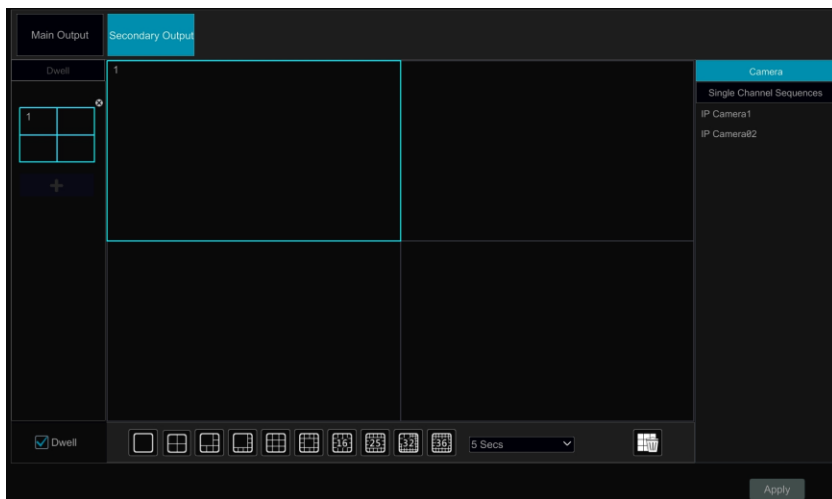 Main Output
Secondary Output
Dwell
1
1
Camera
Single Channel Sequences
IP Camera1
IP Camera02
Dwell
16
25
32
36
5 Secs
Apply